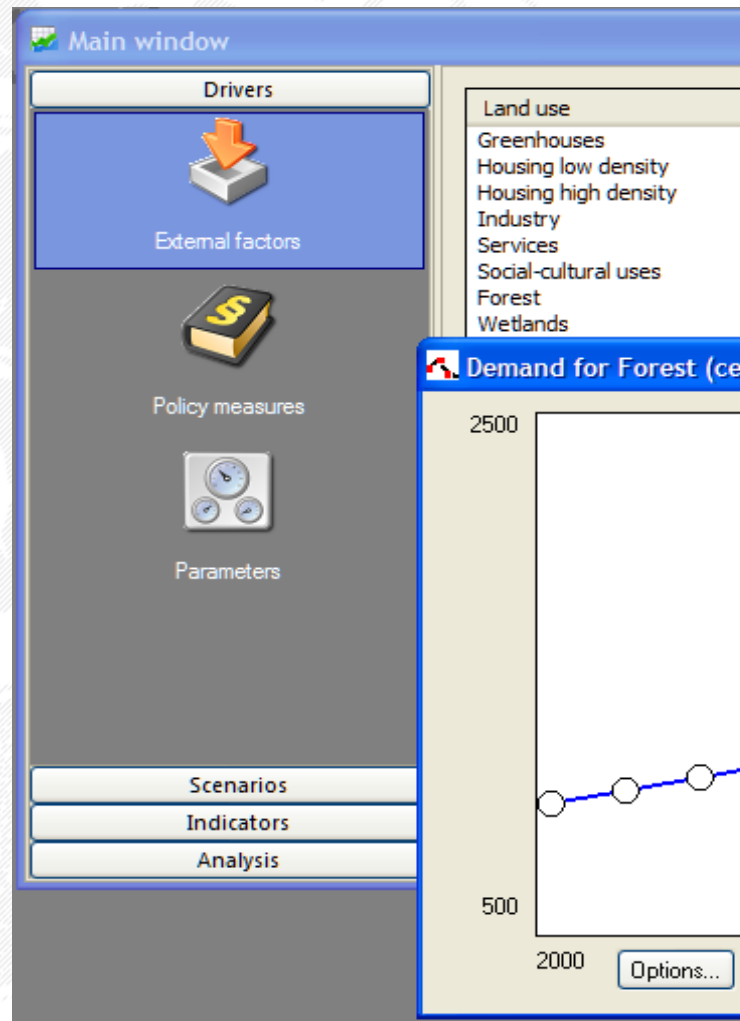 Main window
Drivers
External factors
Policy measures
Parameters
Scenarios
Indicators
Analysis
Land use
Greenhouses
Housing low density
Housing high density
Industry
Services
Social-cultural uses
Forest
Wetlands
Demand for Forest (ce
2500
500
2000
Options...